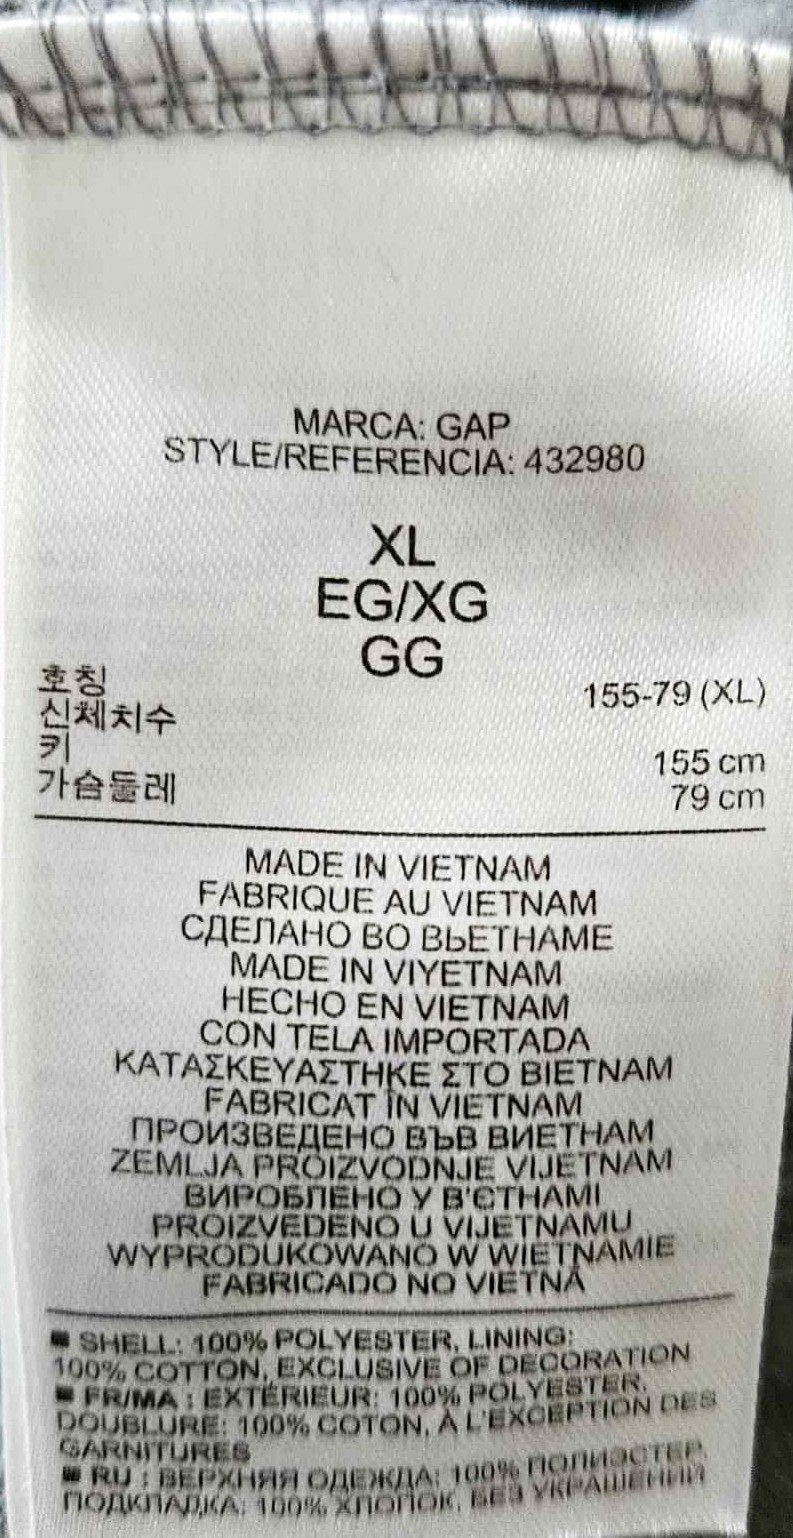 MARCA: GAP
STYLE/REFERENCIA: 432980
XL
EG/XG
GG
호칭 155-79 (XL)
신체치수
키 155 cm
가슴둘레 79 cm
MADE IN VIETNAM
FABRIQUE AU VIETNAM
СДЕЛАНО ВО ВЬЕТНАМЕ
MADE IN VIYETNAM
HECHO EN VIETNAM
CON TELA IMPORTADA
ΚΑΤΑΣΚΕΥΑΣΤΗΚΕ ΣΤΟ ΒΙΕΤΝΑΜ
FABRICAT ÎN VIETNAM
ПРОИЗВЕДЕНО ВЪВ ВИЕТНАМ
ZEMLJA PROIZVODNJE VIJETNAM
ВИРОБЛЕНО У В'ЄТНАМІ
PROIZVEDENO U VIJETNAMU
WYPRODUKOWANO W WIETNAMIE
FABRICADO NO VIETNÃ
■ SHELL: 100% POLYESTER, LINING:
100% COTTON, EXCLUSIVE OF DECORATION
■ FR/MA : EXTÉRIEUR: 100% POLYESTER,
DOUBLURE: 100% COTON, À L'EXCEPTION DES
GARNITURES
■ RU : ВЕРХНЯЯ ОДЕЖДА: 100% ПОЛИЭСТЕР,
ПОДКЛАДКА: 100% ХЛОПОК, БЕЗ УКРАШЕНИЙ